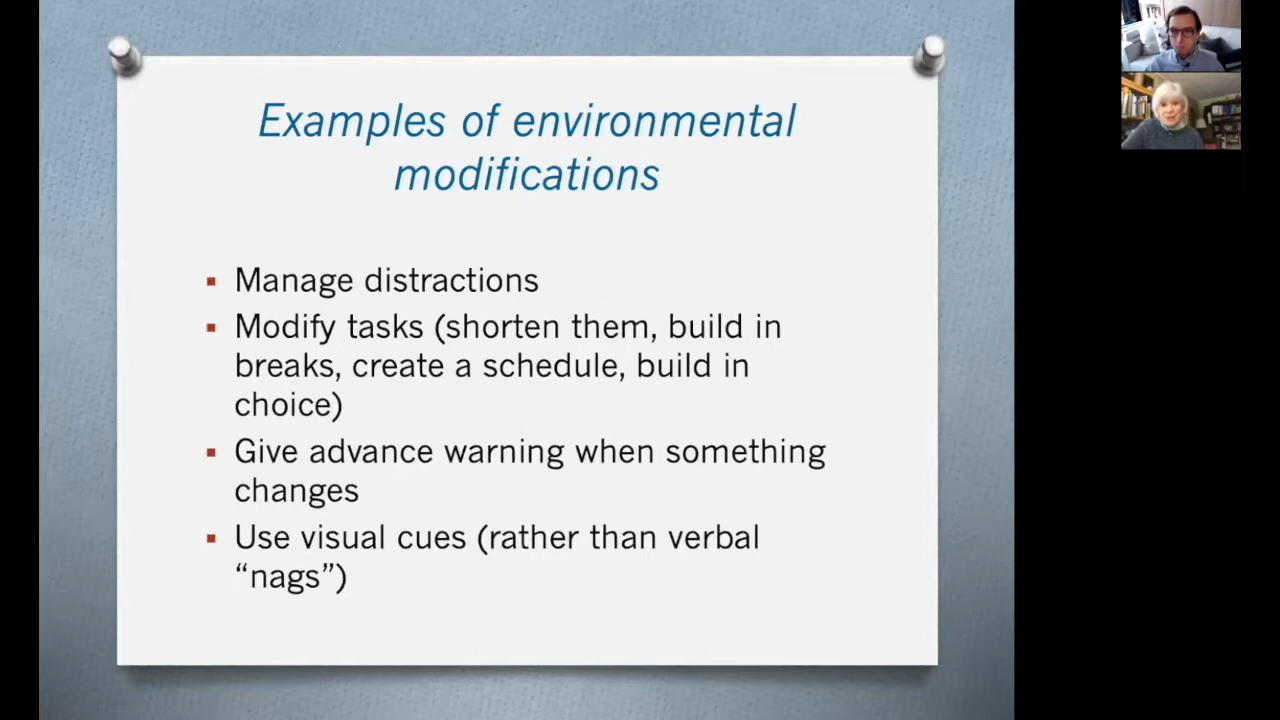 Examples of environmental
modifications
▪ Manage distractions
▪ Modify tasks (shorten them, build in
breaks, create a schedule, build in
choice)
▪ Give advance warning when something
changes
▪ Use visual cues (rather than verbal
“nags”)